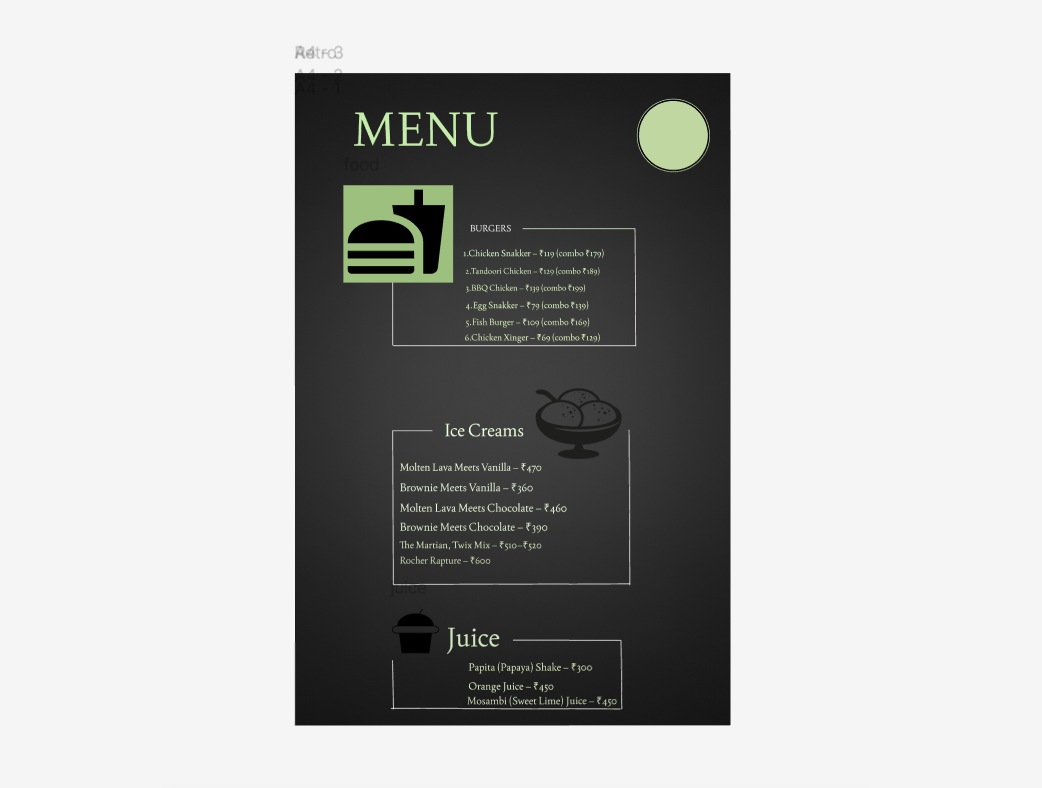 MENU
food
BURGERS
1.Chicken Snakker – ₹119 (combo ₹179)
2.Tandoori Chicken – ₹129 (combo ₹189)
3.BBQ Chicken – ₹139 (combo ₹199)
4.Egg Snakker – ₹79 (combo ₹139)
5.Fish Burger – ₹109 (combo ₹169)
6.Chicken Xinger – ₹69 (combo ₹129)
Ice Creams
Molten Lava Meets Vanilla – ₹470
Brownie Meets Vanilla – ₹360
Molten Lava Meets Chocolate – ₹460
Brownie Meets Chocolate – ₹390
The Martian, Twix Mix – ₹510–₹520
Rocher Rapture – ₹600
juice
Juice
Papita (Papaya) Shake – ₹300
Orange Juice – ₹450
Mosambi (Sweet Lime) Juice – ₹450